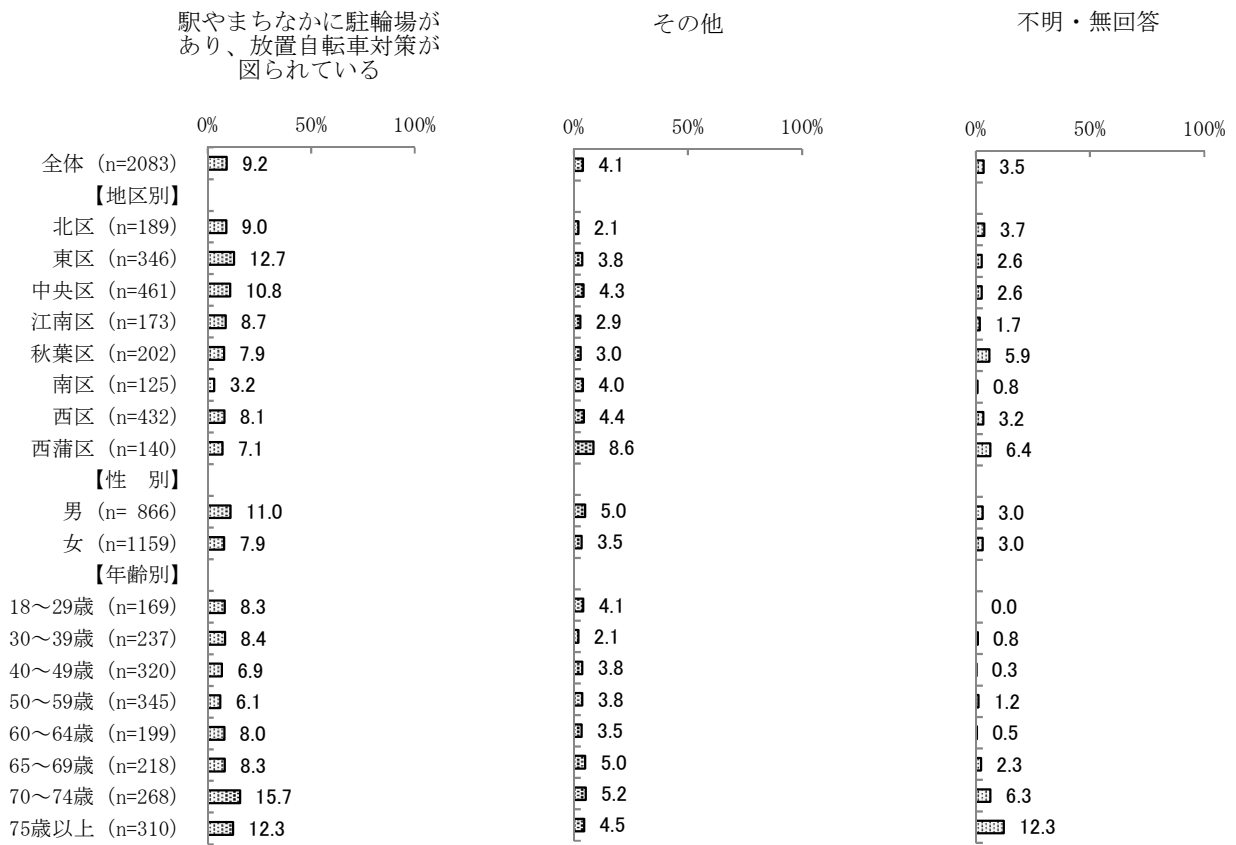 駅やまちなかに駐輪場が
あり、放置自転車対策が
図られている
その他
不明・無回答
0% 50% 100%
0% 50% 100%
0% 50% 100%
全体 (n=2083) 9.2 4.1 3.5
【地区別】
北区 (n=189) 9.0 2.1 3.7
東区 (n=346) 12.7 3.8 2.6
中央区 (n=461) 10.8 4.3 2.6
江南区 (n=173) 8.7 2.9 1.7
秋葉区 (n=202) 7.9 3.0 5.9
南区 (n=125) 3.2 4.0 0.8
西区 (n=432) 8.1 4.4 3.2
西蒲区 (n=140) 7.1 8.6 6.4
【性　別】
男 (n= 866) 11.0 5.0 3.0
女 (n=1159) 7.9 3.5 3.0
【年齢別】
18～29歳 (n=169) 8.3 4.1 0.0
30～39歳 (n=237) 8.4 2.1 0.8
40～49歳 (n=320) 6.9 3.8 0.3
50～59歳 (n=345) 6.1 3.8 1.2
60～64歳 (n=199) 8.0 3.5 0.5
65～69歳 (n=218) 8.3 5.0 2.3
70～74歳 (n=268) 15.7 5.2 6.3
75歳以上 (n=310) 12.3 4.5 12.3